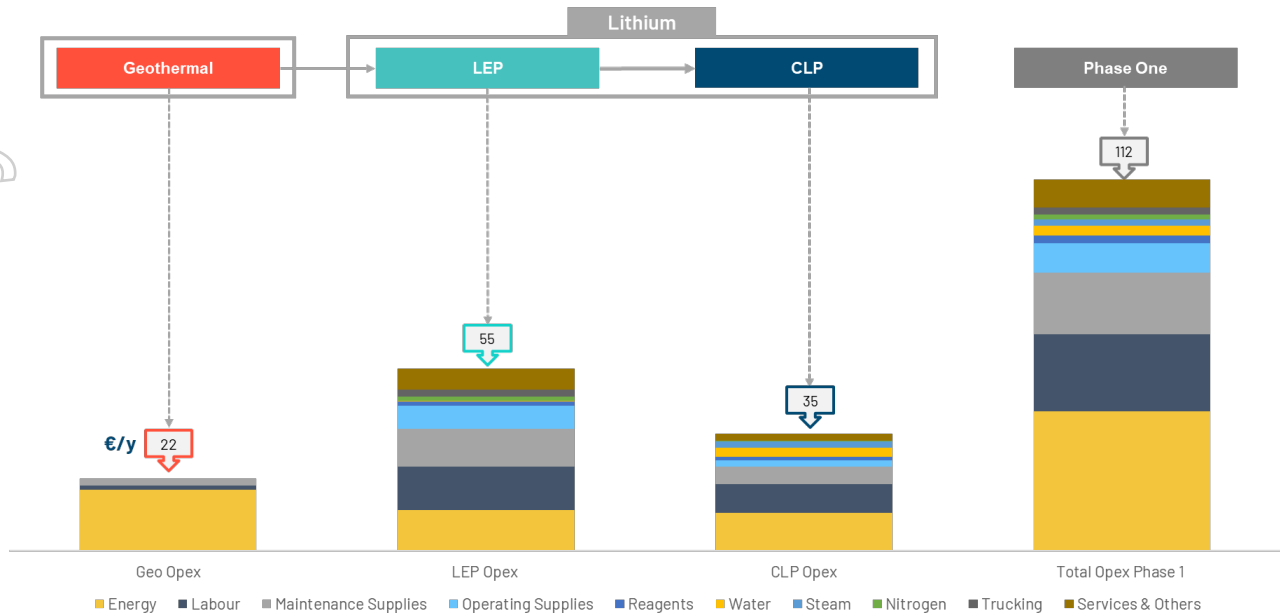 Lithium
Geothermal
LEP
CLP
Phase One
112
55
35
€/y
22
Geo Opex
LEP Opex
CLP Opex
Total Opex Phase 1
Energy
Labour
Maintenance Supplies
Operating Supplies
Reagents
Water
Steam
Nitrogen
Trucking
Services & Others